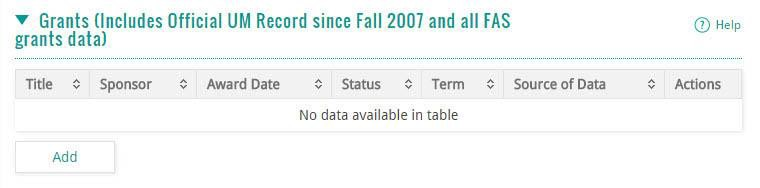 Grants (Includes Official UM Record since Fall 2007 and all FAS
grants data)
? Help
Title Sponsor Award Date Status Term Source of Data Actions
No data available in table
Add